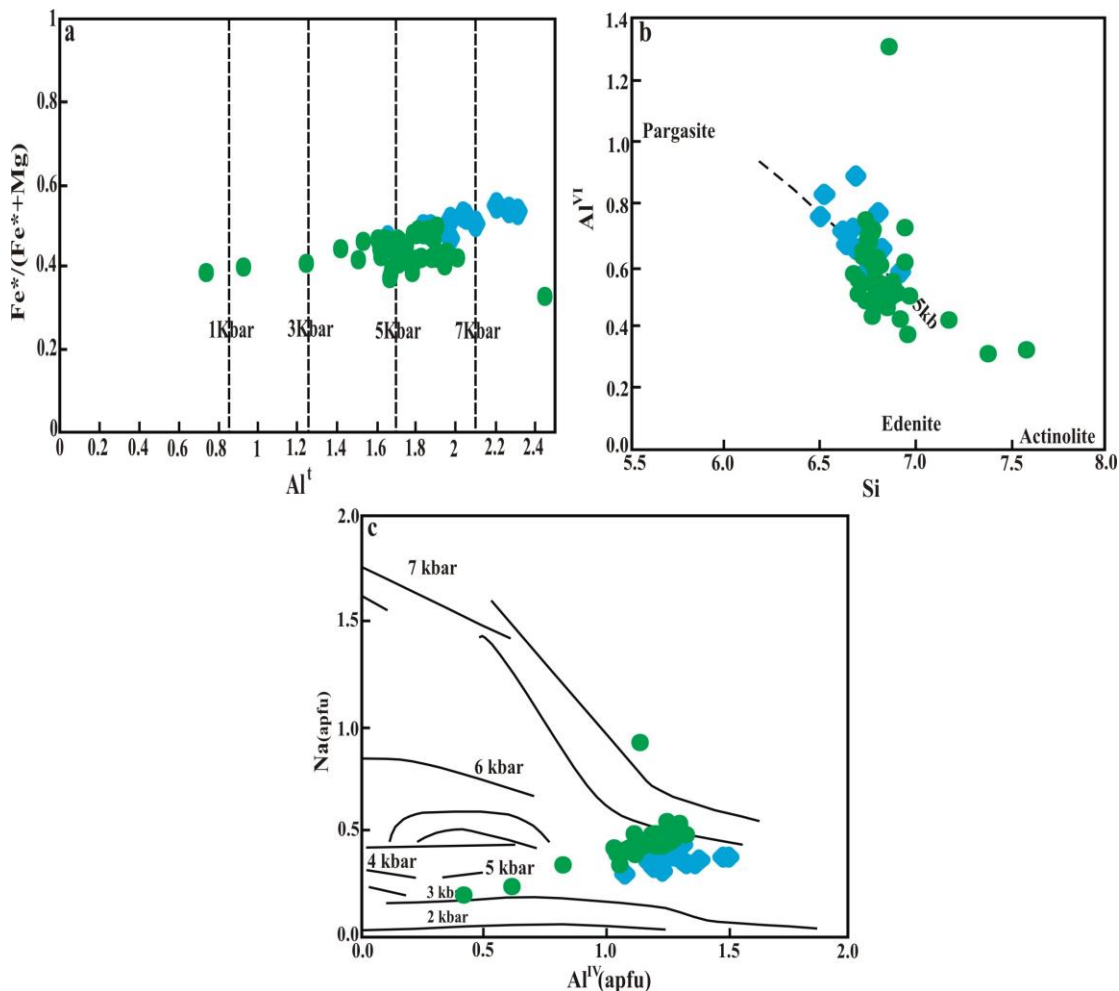 a
1
0.8
0.6
0.4
0.2
0
Fe*/(Fe*+Mg)
1Kbar 3Kbar 5Kbar 7Kbar
0 0.2 0.4 0.6 0.8 1 1.2 1.4 1.6 1.8 2 2.2 2.4
Al^t
b
1.4
1.2
1.0
0.8
0.6
0.4
0.2
0.0
Al^VI
Pargasite
5kb
Edenite
Actinolite
5.5 6.0 6.5 7.0 7.5 8.0
Si
c
2.0
1.5
1.0
0.5
0.0
Na(apfu)
7 kbar
6 kbar
4 kbar
5 kbar
3 kbar
2 kbar
0.0 0.5 1.0 1.5 2.0
Al^IV(apfu)